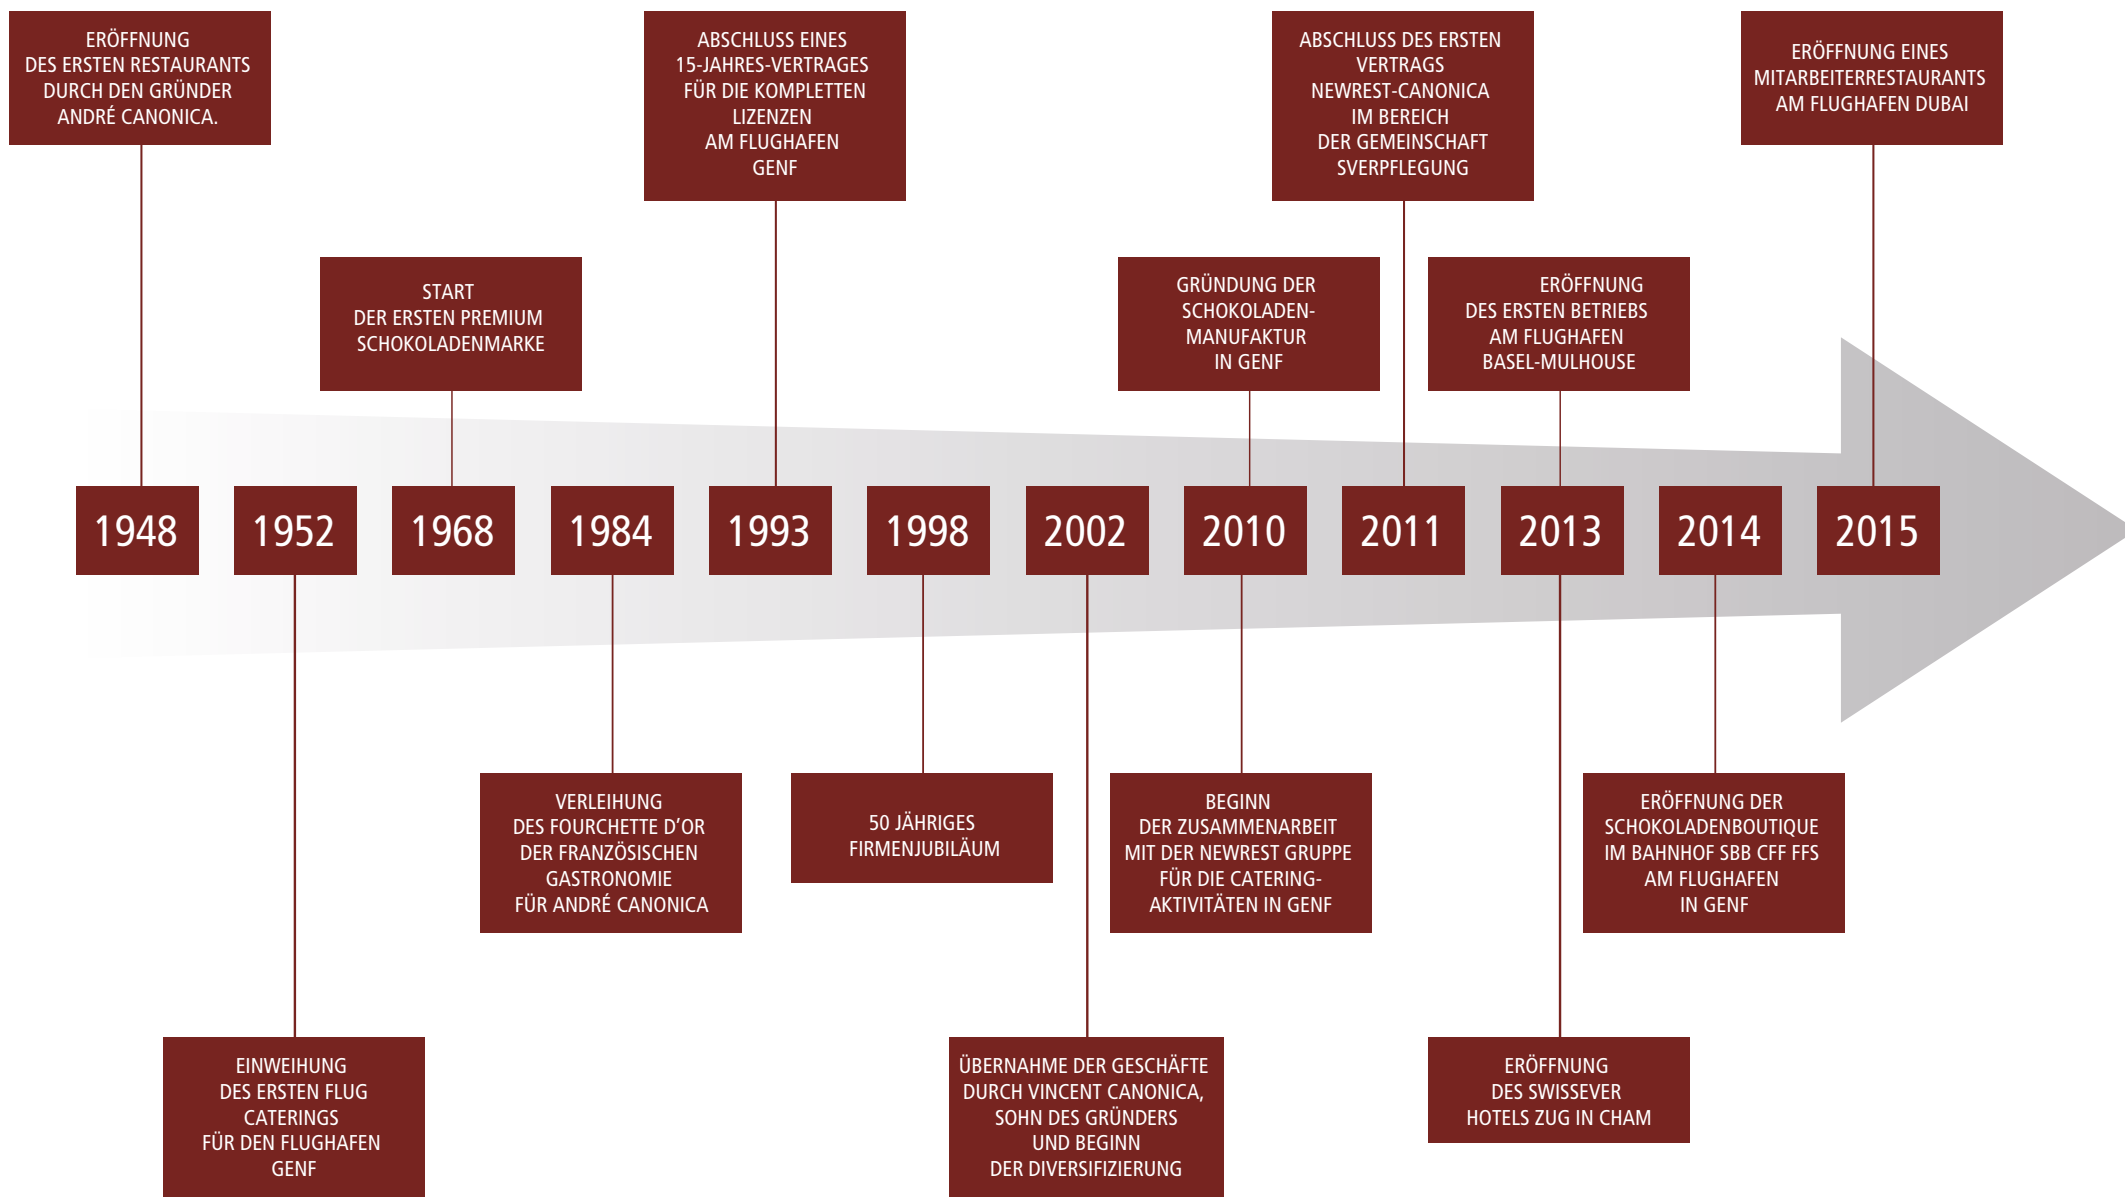 ERÖFFNUNG
DES ERSTEN RESTAURANTS
DURCH DEN GRÜNDER
ANDRÉ CANONICA.
ABSCHLUSS EINES
15-JAHRES-VERTRAGES
FÜR DIE KOMPLETTEN
LIZENZEN
AM FLUGHAFEN
GENF
ABSCHLUSS DES ERSTEN
VERTRAGS
NEWREST-CANONICA
IM BEREICH
DER GEMEINSCHAFT
SVERPFLEGUNG
ERÖFFNUNG EINES
MITARBEITERRESTAURANTS
AM FLUGHAFEN DUBAI
START
DER ERSTEN PREMIUM
SCHOKOLADENMARKE
GRÜNDUNG DER
SCHOKOLADEN-
MANUFAKTUR
IN GENF
ERÖFFNUNG
DES ERSTEN BETRIEBS
AM FLUGHAFEN
BASEL-MULHOUSE
1948
1952
1968
1984
1993
1998
2002
2010
2011
2013
2014
2015
VERLEIHUNG
DES FOURCHETTE D’OR
DER FRANZÖSISCHEN
GASTRONOMIE
FÜR ANDRÉ CANONICA
50 JÄHRIGES
FIRMENJUBILÄUM
BEGINN
DER ZUSAMMENARBEIT
MIT DER NEWREST GRUPPE
FÜR DIE CATERING-
AKTIVITÄTEN IN GENF
ERÖFFNUNG DER
SCHOKOLADENBOUTIQUE
IM BAHNHOF SBB CFF FFS
AM FLUGHAFEN
IN GENF
EINWEIHUNG
DES ERSTEN FLUG
CATERINGS
FÜR DEN FLUGHAFEN
GENF
ÜBERNAHME DER GESCHÄFTE
DURCH VINCENT CANONICA,
SOHN DES GRÜNDERS
UND BEGINN
DER DIVERSIFIZIERUNG
ERÖFFNUNG
DES SWISSEVER
HOTELS ZUG IN CHAM